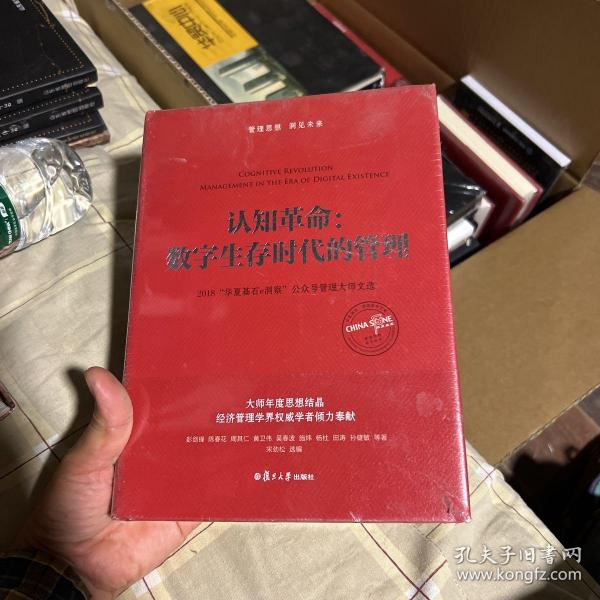 管理思想 洞见未来
COGNITIVE REVOLUTION
MANAGEMENT IN THE ERA OF DIGITAL EXISTENCE
认知革命:
数字生存时代的管理
2018“华夏基石e洞察”公众号管理大师文选
CHINA STONE
大师年度思想结晶
经济管理学界权威学者倾力奉献
彭剑锋 陈春花 周其仁 黄卫伟 吴春波 施炜 杨杜 田涛 孙健敏 等著
宋劲松 选编
復旦大學出版社
孔夫子旧书网
www.kongfz.com